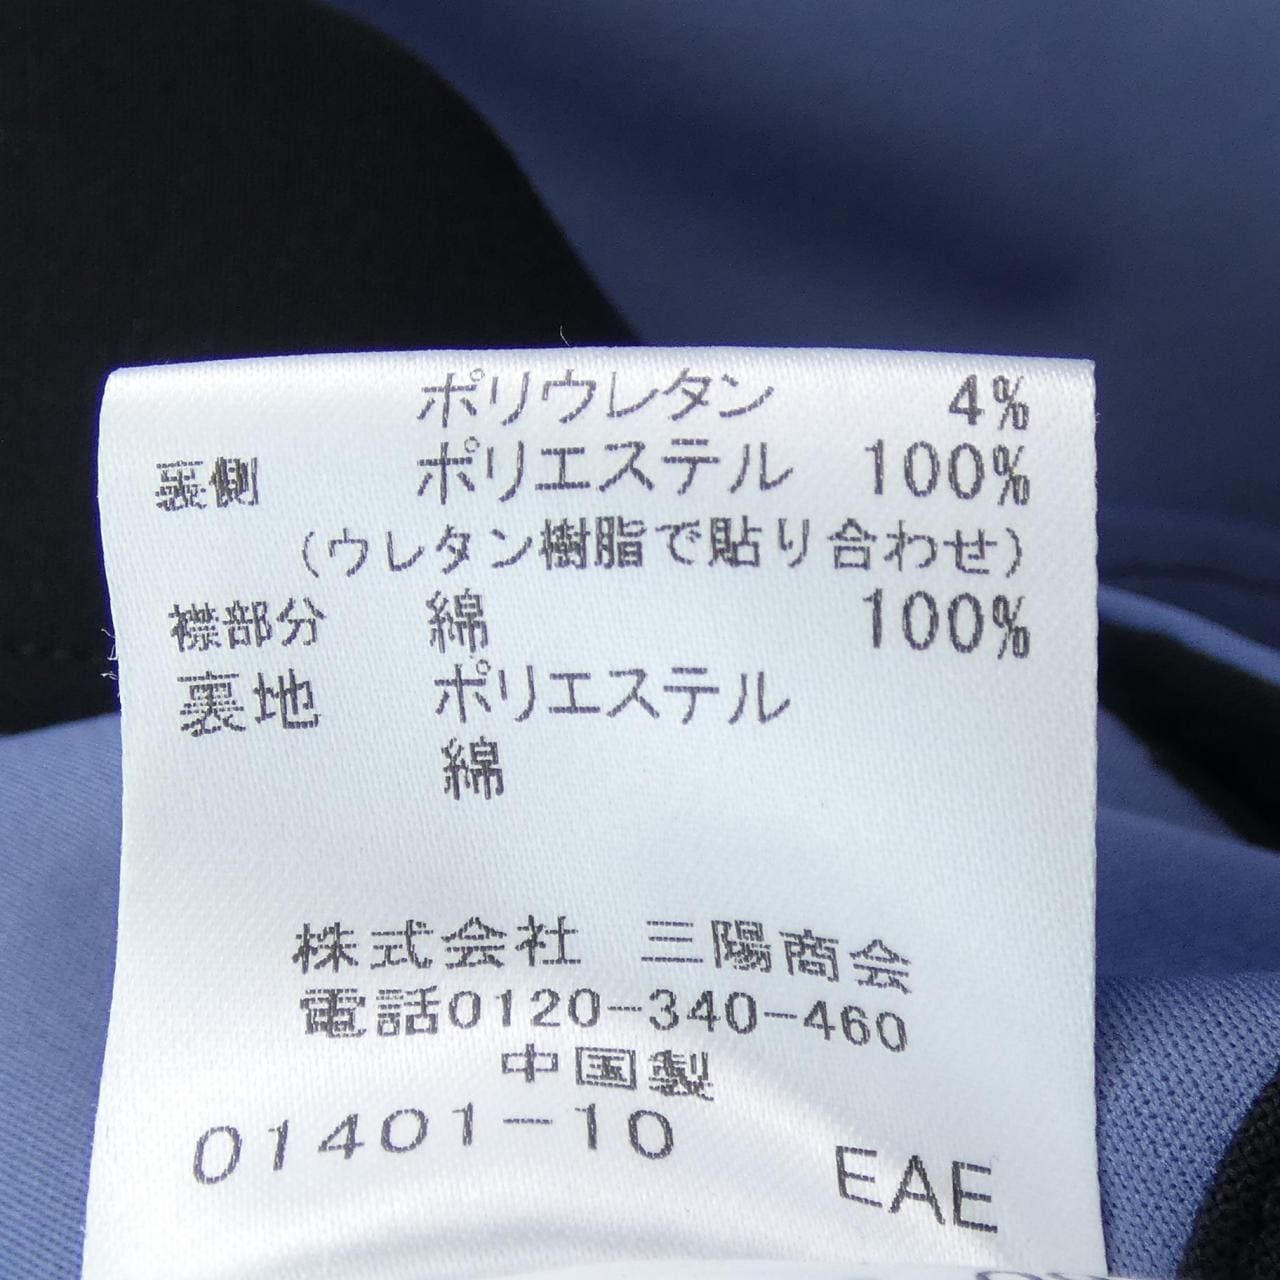 ポリウレタン 4%
裏側 ポリエステル 100%
(ウレタン樹脂で貼り合わせ)
襟部分 綿 100%
裏地 ポリエステル
綿
株式会社 三陽商会
電話0120-340-460
中国製
01401-10
EAE